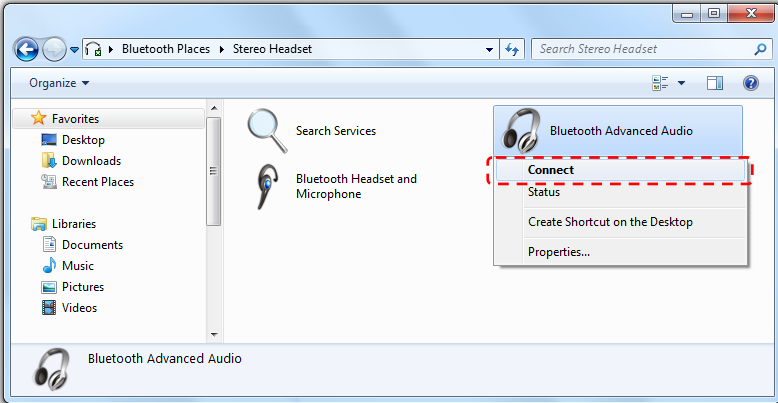 Bluetooth Places
Stereo Headset
Search Stereo Headset
Organize
Favorites
Desktop
Downloads
Recent Places
Libraries
Documents
Music
Pictures
Videos
Search Services
Bluetooth Headset and
Microphone
Bluetooth Advanced Audio
Connect
Status
Create Shortcut on the Desktop
Properties...
Bluetooth Advanced Audio